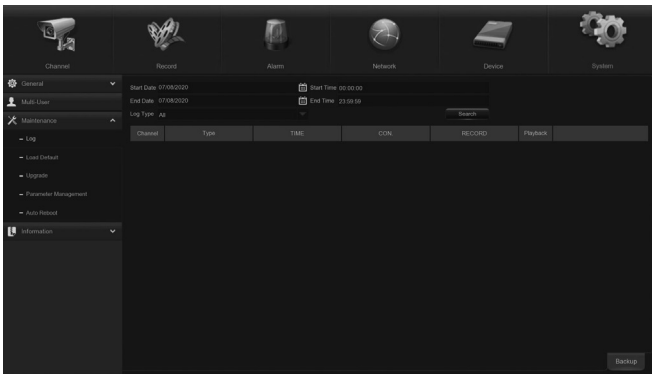 Channel Record Alarm Network Device System
General
Multi-User
Maintenance
Log
Load Default
Upgrade
Parameter Management
Auto Reboot
Information
Start Date 07/08/2020 Start Time 00:00:00
End Date 07/08/2020 End Time 23:59:59
Log Type All Search
Channel Type TIME CON. RECORD Playback
Backup